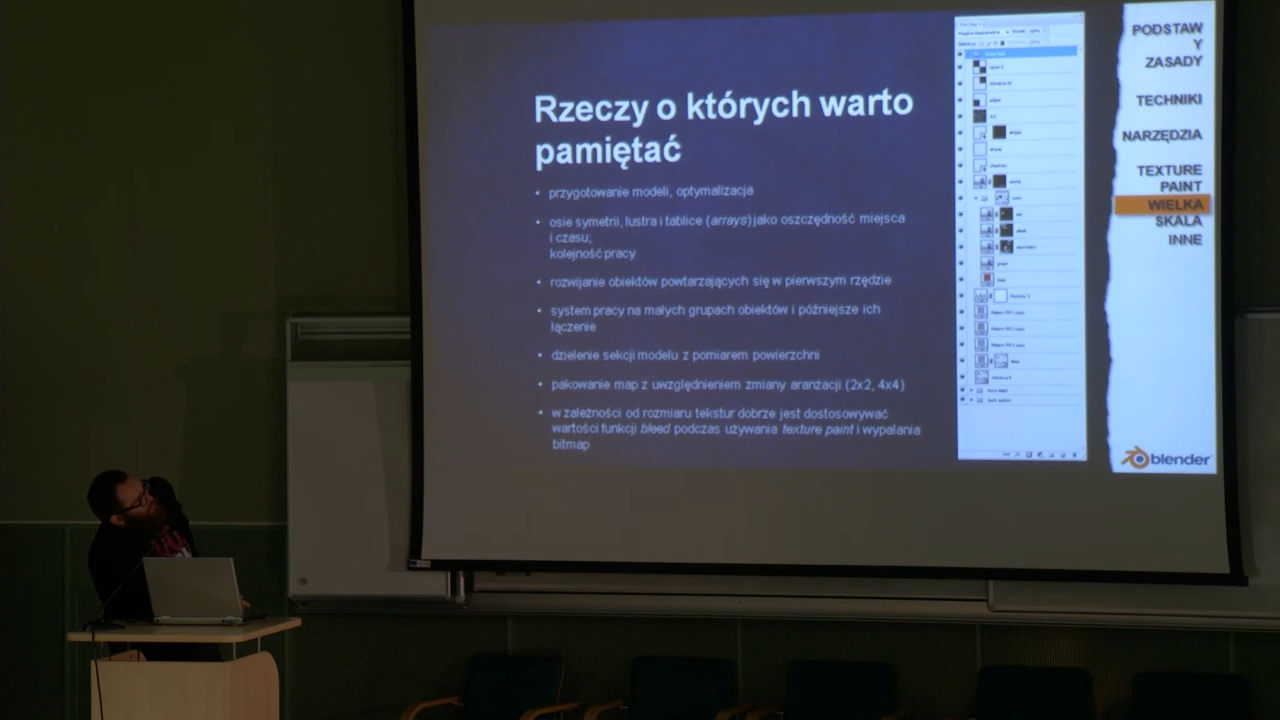 Rzeczy o których warto
pamiętać
• przygotowanie modeli, optymalizacja
• osie symetrii, lustra i tablice (arrays) jako oszczędność miejsca
i czasu,
kolejność pracy
• rozwijanie obiektów powtarzających się w pierwszym rzędzie
• system pracy na małych grupach obiektów i późniejsze ich
łączenie
• dzielenie sekcji modelu z pomiarem powierzchni
• pakowanie map z uwzględnieniem zmiany aranżacji (2x2, 4x4)
• w zależności od rozmiaru tekstur dobrze jest dostosowywać
wartości funkcji bleed podczas używania texture paint i wypalania
bitmap
PODSTAW
Y
ZASADY
TECHNIKI
NARZĘDZIA
TEXTURE
PAINT
WIELKA
SKALA
INNE
blender